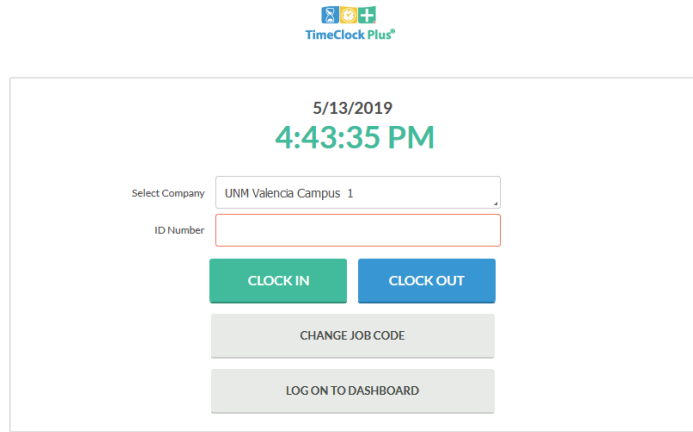 TimeClock Plus®
5/13/2019
4:43:35 PM
Select Company UNM Valencia Campus 1
ID Number
CLOCK IN CLOCK OUT
CHANGE JOB CODE
LOG ON TO DASHBOARD